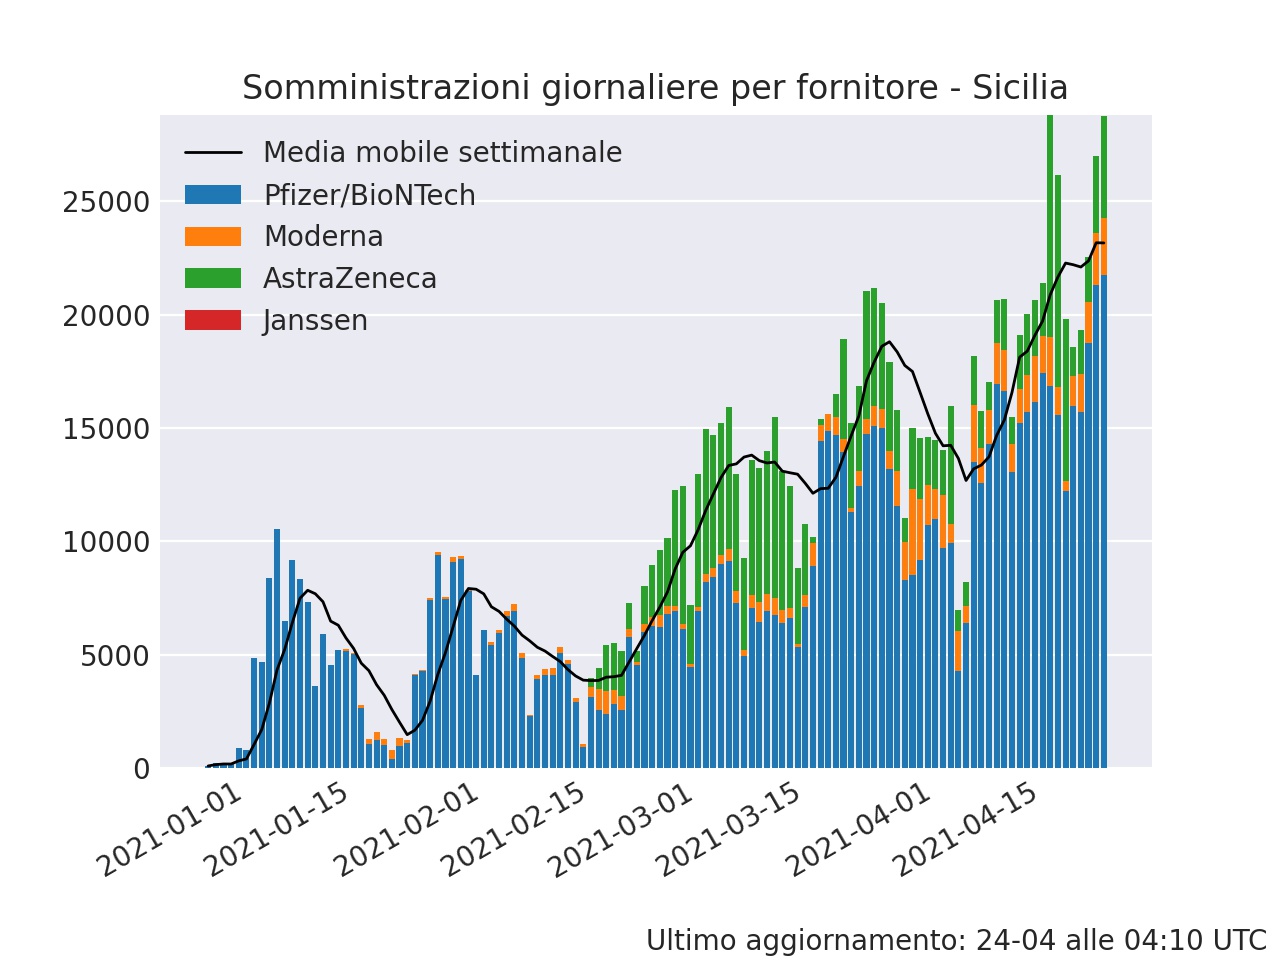 Somministrazioni giornaliere per fornitore - Sicilia
Media mobile settimanale
Pfizer/BioNTech
Moderna
AstraZeneca
Janssen
25000
20000
15000
10000
5000
0
2021-01-01
2021-01-15
2021-02-01
2021-02-15
2021-03-01
2021-03-15
2021-04-01
2021-04-15
Ultimo aggiornamento: 24-04 alle 04:10 UTC